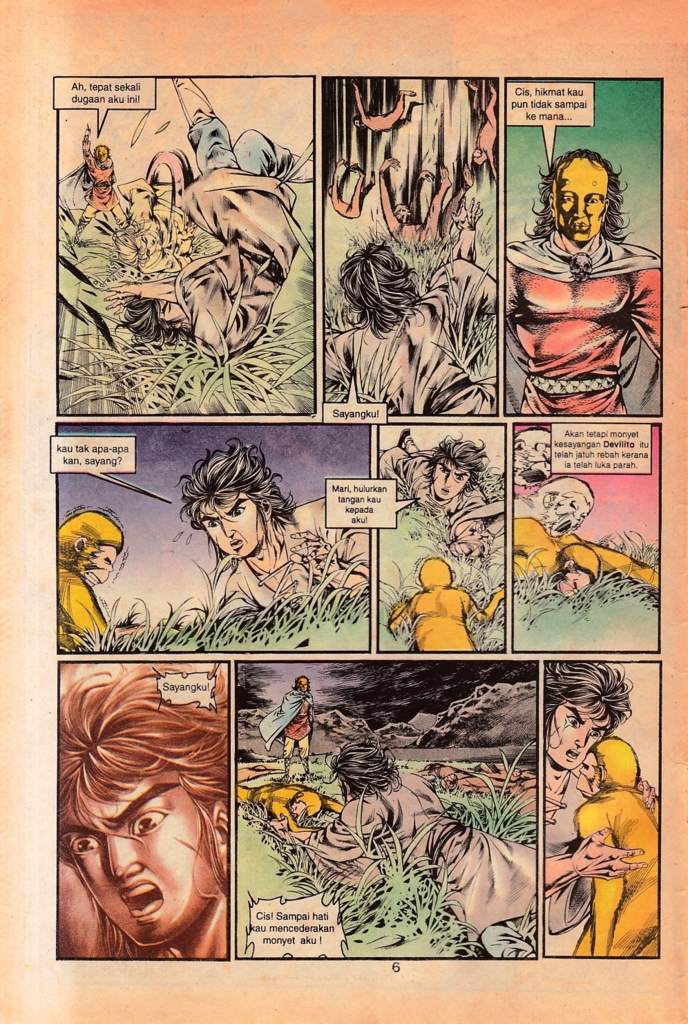 Ah, tepat sekali
dugaan aku ini!
Sayangku!
Cis, hikmat kau
pun tidak sampai
ke mana...
kau tak apa-apa
kan, sayang?
Mari, hulurkan
tangan kau
kepada
aku!
Akan tetapi monyet
kesayangan Devilito itu
telah jatuh rebah kerana
ia telah luka parah.
Sayangku!
Cis! Sampai hati
kau mencederakan
monyet aku !
6